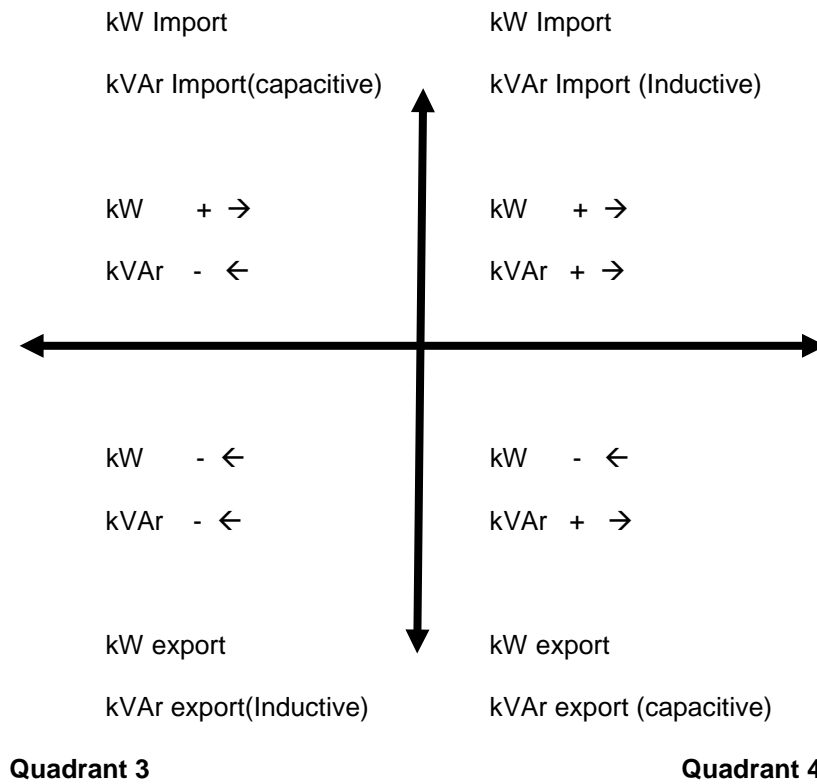 kW Import
kVAr Import(capacitive)
kW + →
kVAr - ←
kW Import
kVAr Import (Inductive)
kW + →
kVAr + →
kW - ←
kVAr - ←
kW export
kVAr export(Inductive)
Quadrant 3
kW - ←
kVAr + →
kW export
kVAr export (capacitive)
Quadrant 4